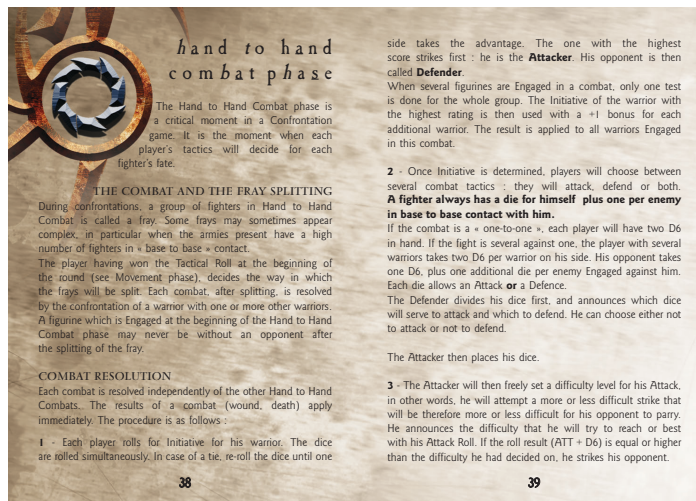 hand to hand
combat phase
The Hand to Hand Combat phase is
a critical moment in a Confrontation
game. It is the moment when each
player's tactics will decide for each
fighter's fate.
THE COMBAT AND THE FRAY SPLITTING
During confrontations, a group of fighters in Hand to Hand
Combat is called a fray. Some frays may sometimes appear
complex, in particular when the armies present have a high
number of fighters in « base to base » contact.
The player having won the Tactical Roll at the beginning of
the round (see Movement phase), decides the way in which
the frays will be split. Each combat, after splitting, is resolved
by the confrontation of a warrior with one or more other warriors.
A figurine which is Engaged at the beginning of the Hand to Hand
Combat phase may never be without an opponent after
the splitting of the fray.
COMBAT RESOLUTION
Each combat is resolved independently of the other Hand to Hand
Combats. The results of a combat (wound, death) apply
immediately. The procedure is as follows :
1 - Each player rolls for Initiative for his warrior. The dice
are rolled simultaneously. In case of a tie, re-roll the dice until one
38
side takes the advantage. The one with the highest
score strikes first : he is the Attacker. His opponent is then
called Defender.
When several figurines are Engaged in a combat, only one test
is done for the whole group. The Initiative of the warrior with
the highest rating is then used with a +1 bonus for each
additional warrior. The result is applied to all warriors Engaged
in this combat.
2 - Once Initiative is determined, players will choose between
several combat tactics : they will attack, defend or both.
A fighter always has a die for himself plus one per enemy
in base to base contact with him.
If the combat is a « one-to-one », each player will have two D6
in hand. If the fight is several against one, the player with several
warriors takes two D6 per warrior on his side. His opponent takes
one D6, plus one additional die per enemy Engaged against him.
Each die allows an Attack or a Defence.
The Defender divides his dice first, and announces which dice
will serve to attack and which to defend. He can choose either not
to attack or not to defend.
The Attacker then places his dice.
3 - The Attacker will then freely set a difficulty level for his Attack,
in other words, he will attempt a more or less difficult strike that
will be therefore more or less difficult for his opponent to parry.
He announces the difficulty that he will try to reach or best
with his Attack Roll. If the roll result (ATT + D6) is equal or higher
than the difficulty he had decided on, he strikes his opponent.
39